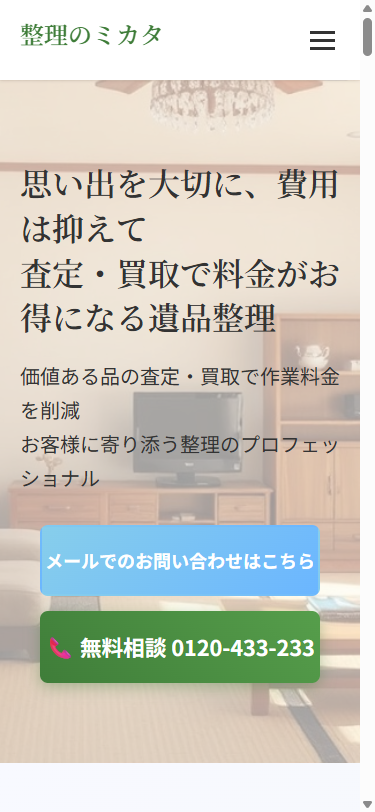 整理のミカタ
思い出を大切に、費用
は抑えて
査定・買取で料金がお
得になる遺品整理
価値ある品の査定・買取で作業料金
を削減
お客様に寄り添う整理のプロフェッ
ショナル
メールでのお問い合わせはこちら
無料相談 0120-433-233